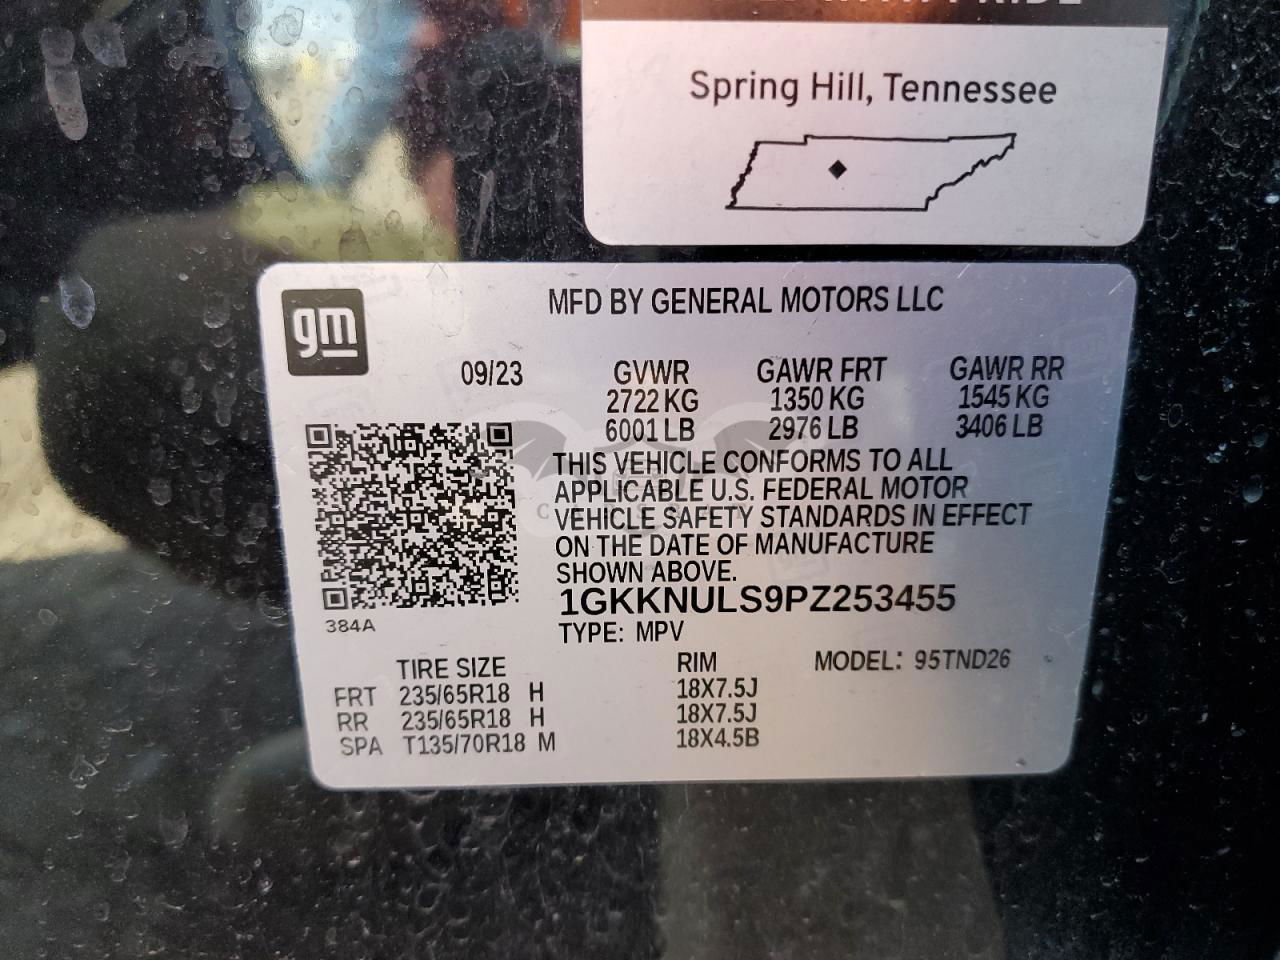 Spring Hill, Tennessee
gm
MFD BY GENERAL MOTORS LLC
09/23 GVWR GAWR FRT GAWR RR
2722 KG 1350 KG 1545 KG
6001 LB 2976 LB 3406 LB
THIS VEHICLE CONFORMS TO ALL
APPLICABLE U.S. FEDERAL MOTOR
VEHICLE SAFETY STANDARDS IN EFFECT
ON THE DATE OF MANUFACTURE
SHOWN ABOVE.
1GKKNULS9PZ253455
384A
TYPE: MPV
TIRE SIZE RIM MODEL: 95TND26
FRT 235/65R18 H 18X7.5J
RR 235/65R18 H 18X7.5J
SPA T135/70R18 M 18X4.5B